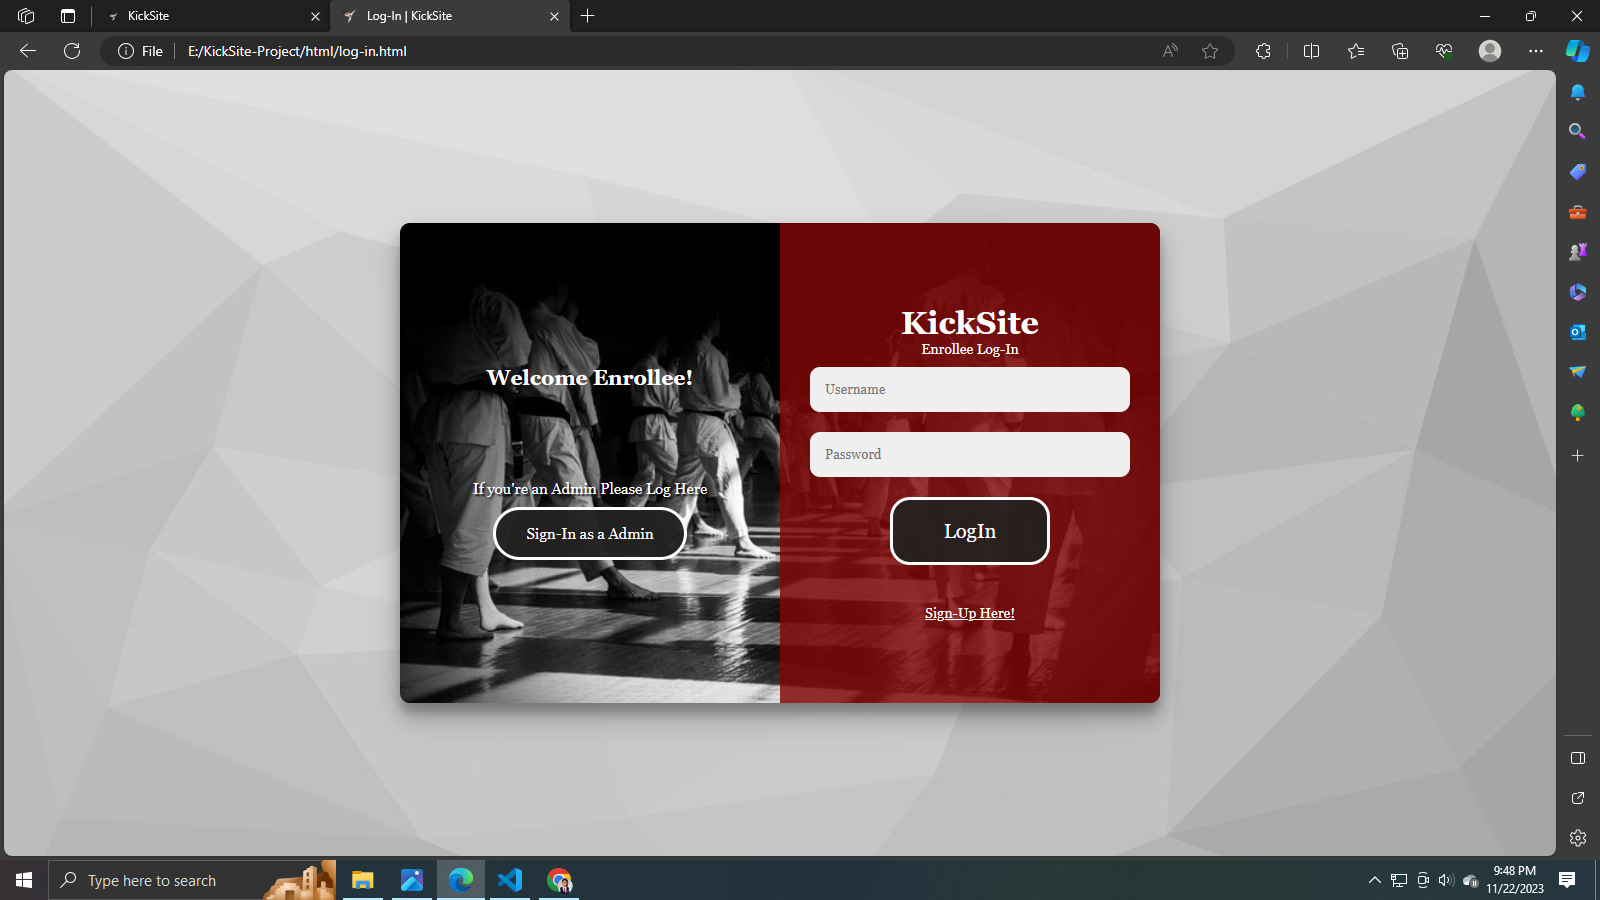 KickSite
Log-In | KickSite
File
E:/KickSite-Project/html/log-in.html
KickSite
Enrollee Log-In
Welcome Enrollee!
Username
Password
If you're an Admin Please Log Here
Sign-In as a Admin
LogIn
Sign-Up Here!
Type here to search
9:48 PM
11/22/2023